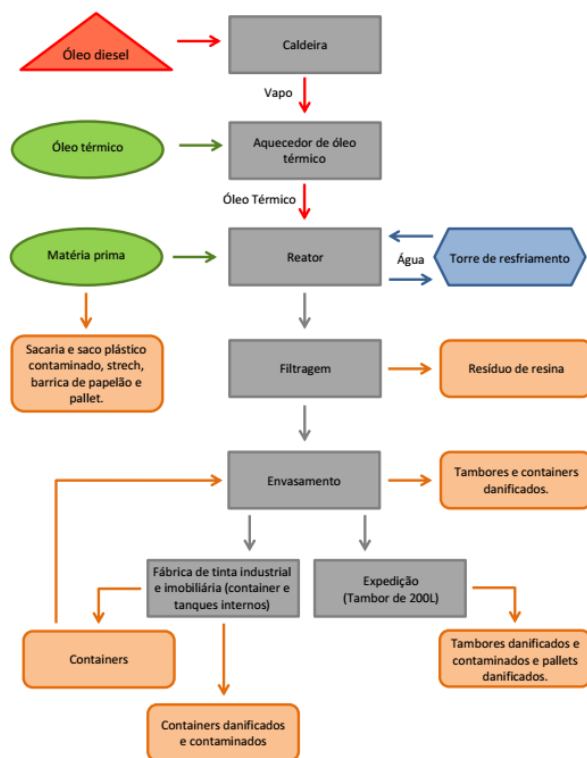 Óleo diesel
Caldeira
Vapo
Óleo térmico
Aquecedor de óleo
térmico
Óleo Térmico
Matéria prima
Reator
Água
Torre de resfriamento
Sacaria e saco plástico
contaminado, strech,
barrica de papelão e
pallet.
Filtragem
Resíduo de resina
Envasamento
Tambores e containers
danificados.
Fábrica de tinta industrial
e imobiliária (container e
tanques internos)
Expedição
(Tambor de 200L)
Containers
Tambores danificados e
contaminados e pallets
danificados.
Containers danificados
e contaminados